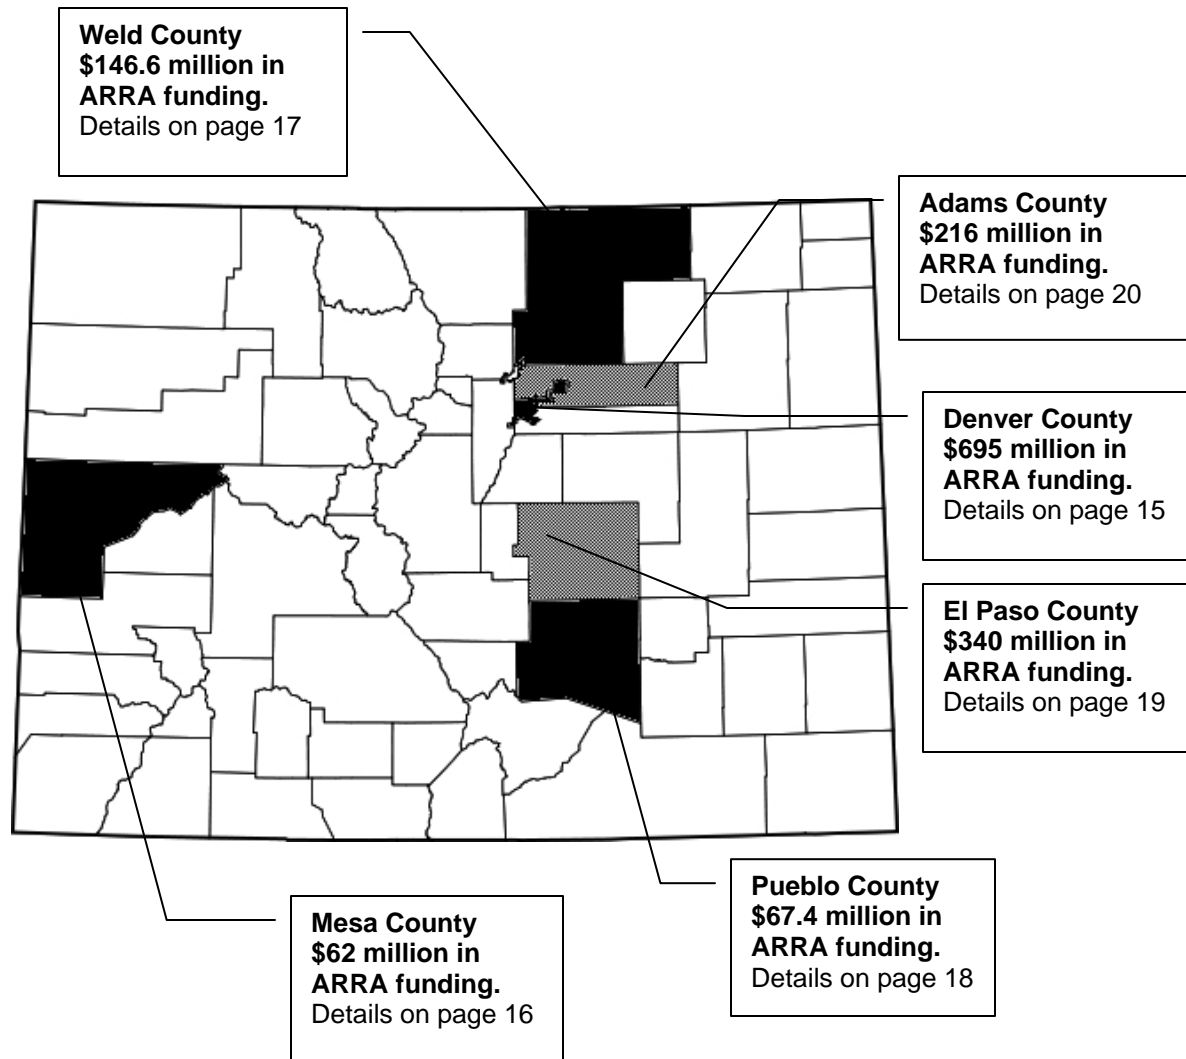 Weld County
$146.6 million in
ARRA funding.
Details on page 17
Adams County
$216 million in
ARRA funding.
Details on page 20
Denver County
$695 million in
ARRA funding.
Details on page 15
El Paso County
$340 million in
ARRA funding.
Details on page 19
Pueblo County
$67.4 million in
ARRA funding.
Details on page 18
Mesa County
$62 million in
ARRA funding.
Details on page 16